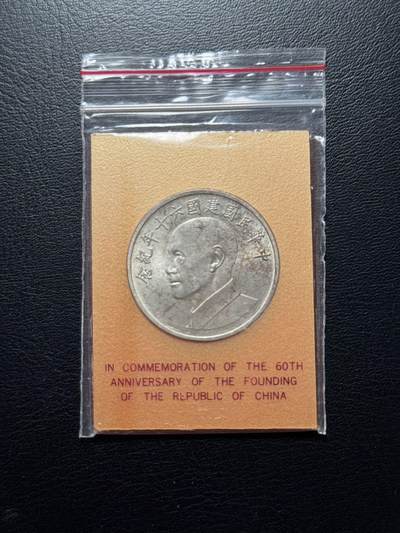 中華民國建國六十年紀念
IN COMMEMORATION OF THE 60TH
ANNIVERSARY OF THE FOUNDING
OF THE REPUBLIC OF CHINA